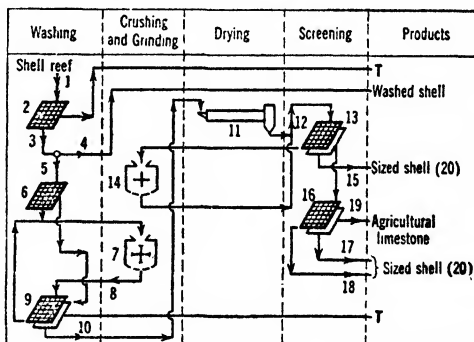 Washing
Crushing
and Grinding
Drying
Screening
Products
Shell reef
1
T
2
Washed shell
3
4
5
11
12
13
6
14
15
Sized shell (20)
16
19
Agricultural
limestone
7
17
8
18
Sized shell (20)
9
10
T